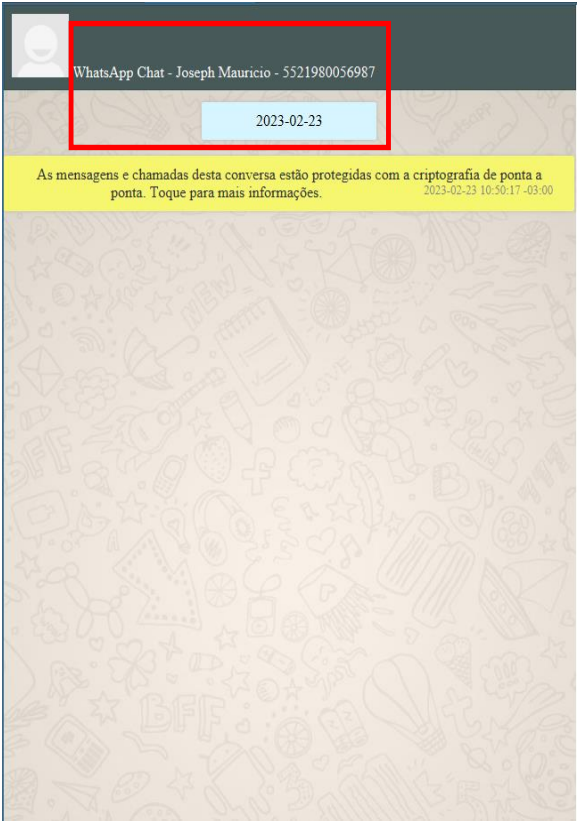 WhatsApp Chat - Joseph Mauricio - 5521980056987
2023-02-23
As mensagens e chamadas desta conversa estão protegidas com a criptografia de ponta a
ponta. Toque para mais informações.
2023-02-23 10:50:17 -03:00